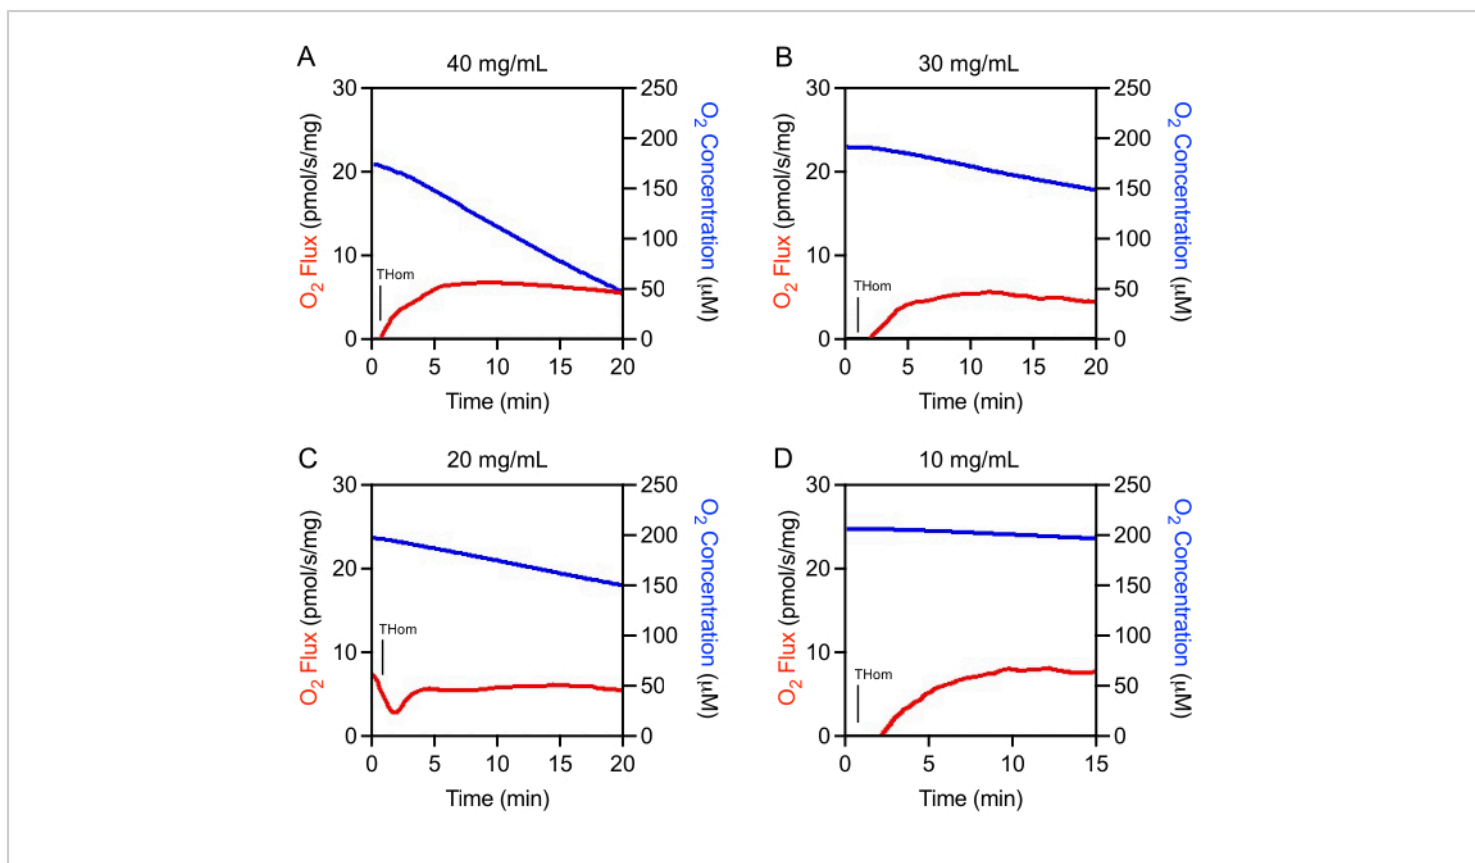 A
40 mg/mL
30
20
10
0
O2 Flux (pmol/s/mg)
250
200
150
100
50
0
O2 Concentration (μM)
THom
0 5 10 15 20
Time (min)
B
30 mg/mL
30
20
10
0
O2 Flux (pmol/s/mg)
250
200
150
100
50
0
O2 Concentration (μM)
THom
0 5 10 15 20
Time (min)
C
20 mg/mL
30
20
10
0
O2 Flux (pmol/s/mg)
250
200
150
100
50
0
O2 Concentration (μM)
THom
0 5 10 15 20
Time (min)
D
10 mg/mL
30
20
10
0
O2 Flux (pmol/s/mg)
250
200
150
100
50
0
O2 Concentration (μM)
THom
0 5 10 15
Time (min)